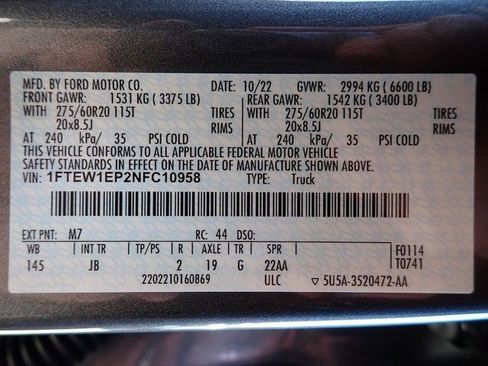 MFD. BY FORD MOTOR CO. DATE: 10/22 GVWR: 2994 KG ( 6600 LB)
FRONT GAWR: 1531 KG ( 3375 LB) REAR GAWR: 1542 KG ( 3400 LB)
WITH 275/60R20 115T TIRES WITH 275/60R20 115T TIRES
20x8.5J RIMS 20x8.5J RIMS
AT 240 kPa/ 35 PSI COLD AT 240 kPa/ 35 PSI COLD
THIS VEHICLE CONFORMS TO ALL APPLICABLE FEDERAL MOTOR VEHICLE
SAFETY STANDARDS IN EFFECT ON THE DATE OF MANUFACTURE SHOWN ABOVE.
VIN: 1FTEW1EP2NFC10958 TYPE: Truck
EXT PNT: M7 RC: 44 DSO:
WB INT TR TP/PS R AXLE TR SPR F0114
145 JB 2 19 G 22AA T0741
2202210160869 ULC ▽ 5U5A-3520472-AA